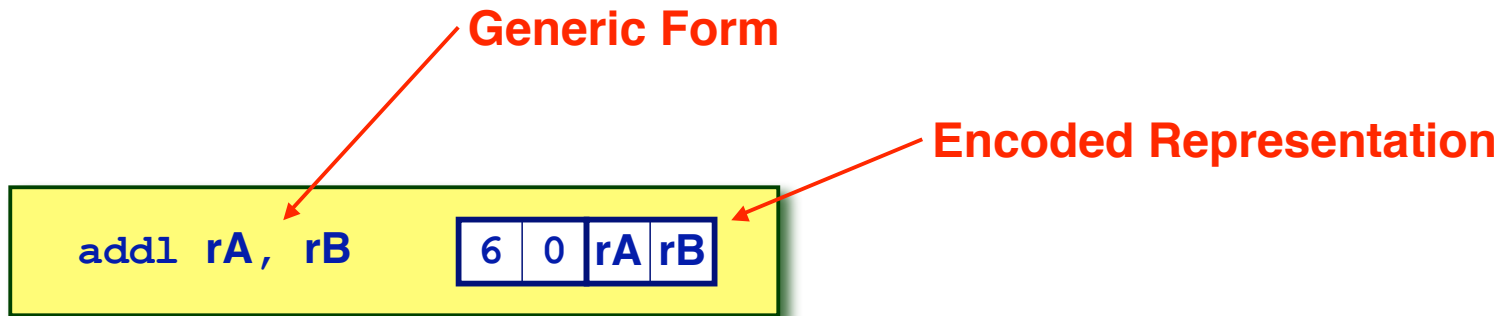 Generic Form
Encoded Representation
addl rA, rB 6 0 rA rB